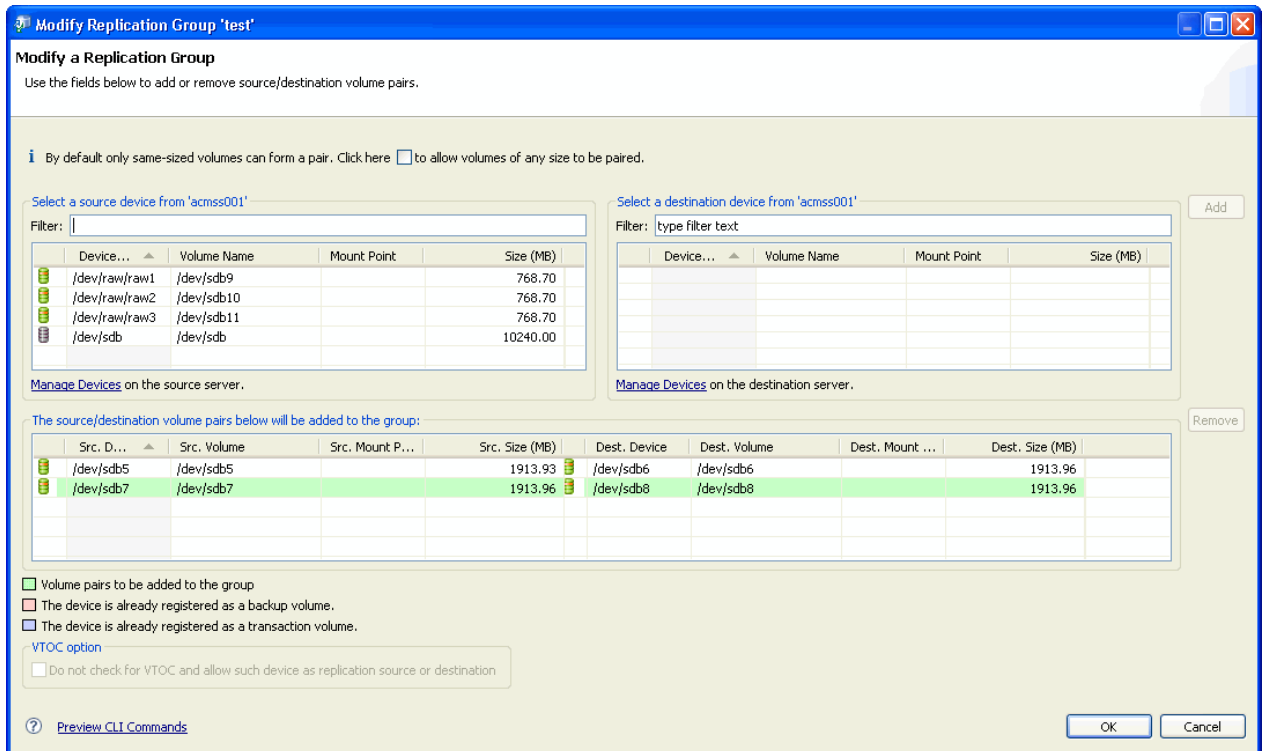 Modify Replication Group 'test'
Modify a Replication Group
Use the fields below to add or remove source/destination volume pairs.
i By default only same-sized volumes can form a pair. Click here to allow volumes of any size to be paired.
Select a source device from 'acmss001'
Filter:
Device... Volume Name Mount Point Size (MB)
/dev/raw/raw1 /dev/sdb9 768.70
/dev/raw/raw2 /dev/sdb10 768.70
/dev/raw/raw3 /dev/sdb11 768.70
/dev/sdb /dev/sdb 10240.00
Manage Devices on the source server.
Select a destination device from 'acmss001'
Filter: type filter text
Device... Volume Name Mount Point Size (MB)
Manage Devices on the destination server.
Add
The source/destination volume pairs below will be added to the group:
Src. D... Src. Volume Src. Mount P... Src. Size (MB) Dest. Device Dest. Volume Dest. Mount ... Dest. Size (MB)
/dev/sdb5 /dev/sdb5 1913.93 /dev/sdb6 /dev/sdb6 1913.96
/dev/sdb7 /dev/sdb7 1913.96 /dev/sdb8 /dev/sdb8 1913.96
Remove
Volume pairs to be added to the group
The device is already registered as a backup volume.
The device is already registered as a transaction volume.
VTOC option
Do not check for VTOC and allow such device as replication source or destination
? Preview CLI Commands
OK Cancel